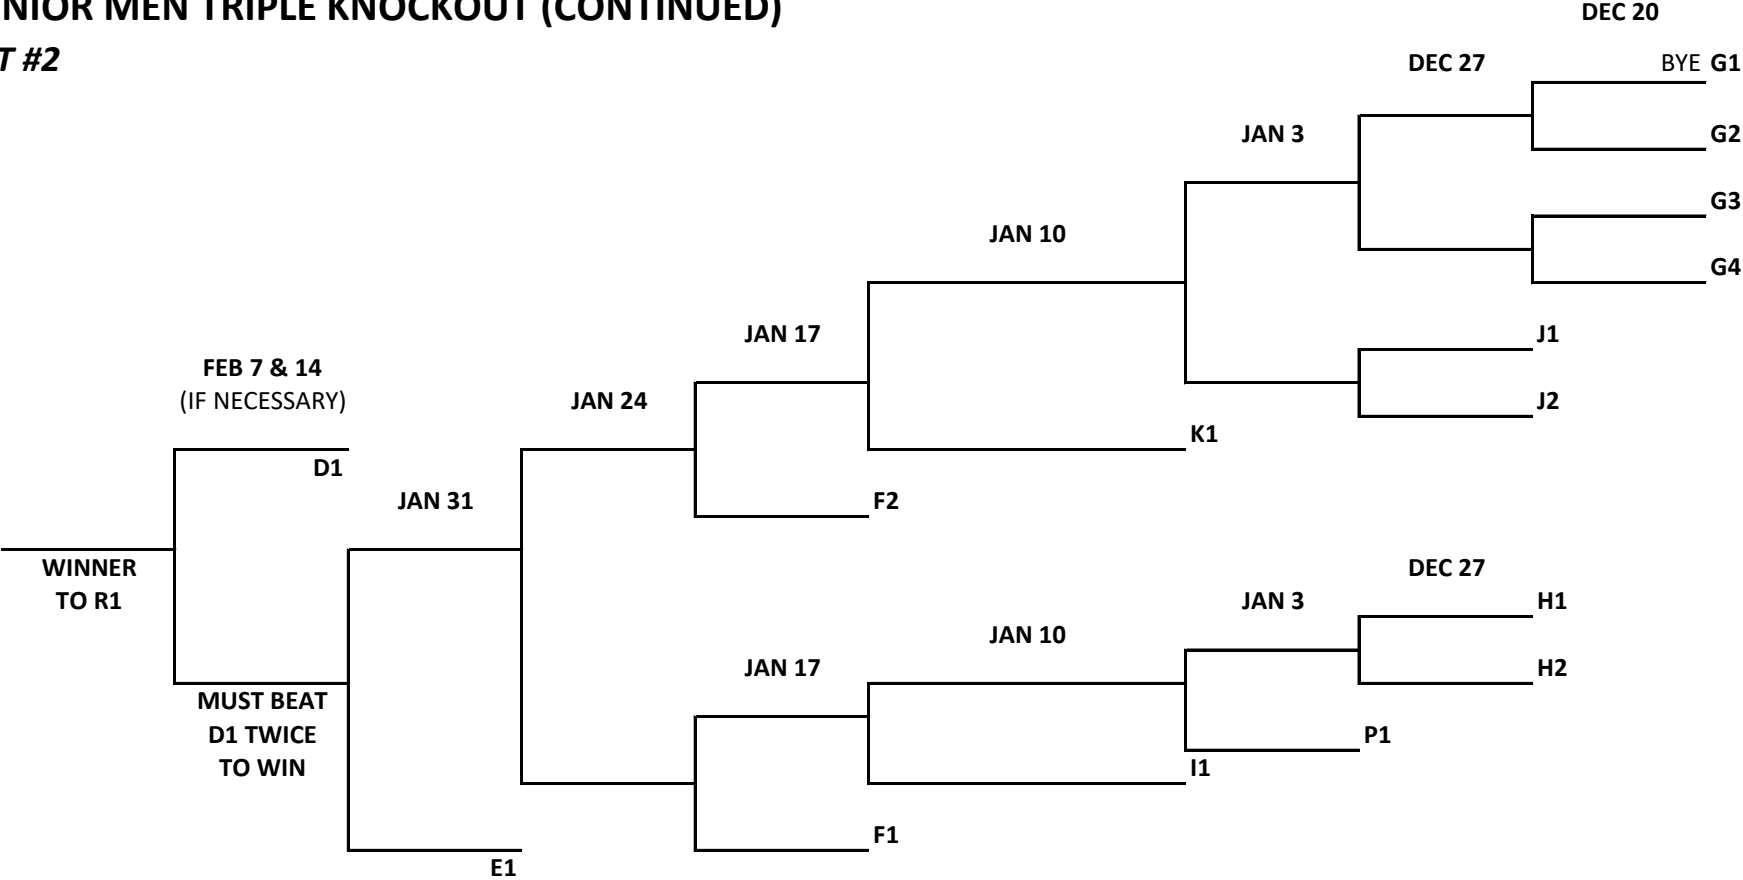 NIOR MEN TRIPLE KNOCKOUT (CONTINUED)
T #2
DEC 20
DEC 27
BYE G1
JAN 3
G2
G3
JAN 10
G4
JAN 17
J1
FEB 7 & 14
(IF NECESSARY)
JAN 24
J2
K1
D1
JAN 31
F2
WINNER
TO R1
DEC 27
JAN 3
H1
JAN 10
JAN 17
H2
MUST BEAT
D1 TWICE
TO WIN
P1
I1
F1
E1